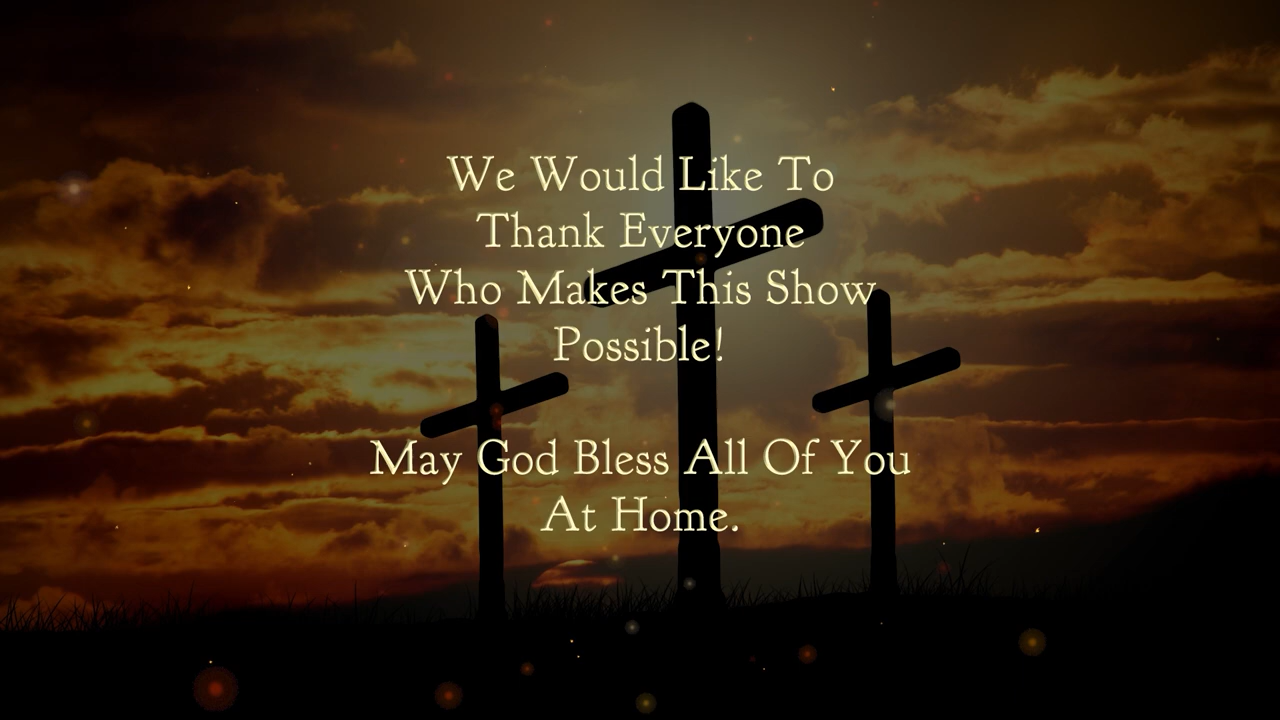 We Would Like To
Thank Everyone
Who Makes This Show
Possible!
May God Bless All Of You
At Home.